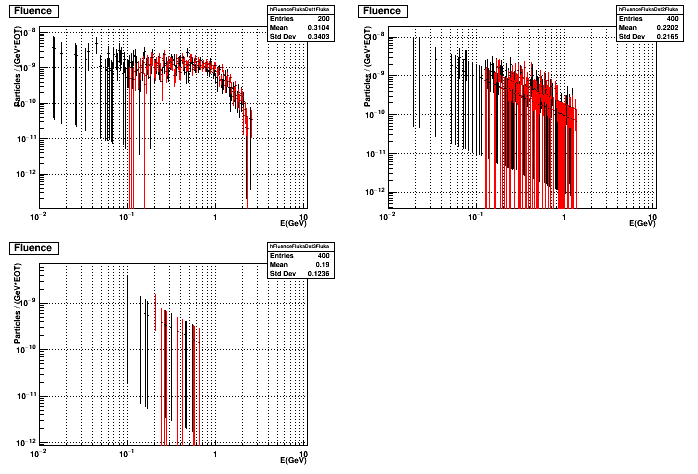 Fluence
hFluenceFlukaDst1Fluka
Entries 200
Mean 0.3104
Std Dev 0.3403
Particles / (GeV*EOT)
10⁻⁸
10⁻⁹
10⁻¹⁰
10⁻¹¹
10⁻¹²
10⁻² 10⁻¹ 1 10
E(GeV)
Fluence
hFluenceFlukaDst2Fluka
Entries 400
Mean 0.2202
Std Dev 0.2165
Particles / (GeV*EOT)
10⁻⁸
10⁻⁹
10⁻¹⁰
10⁻¹¹
10⁻¹²
10⁻² 10⁻¹ 1 10
E(GeV)
Fluence
Entries 400
Mean 0.19
Std Dev 0.1236
Particles / (GeV*EOT)
10⁻⁹
10⁻¹⁰
10⁻¹¹
10⁻¹²
10⁻² 10⁻¹ 1 10
E(GeV)